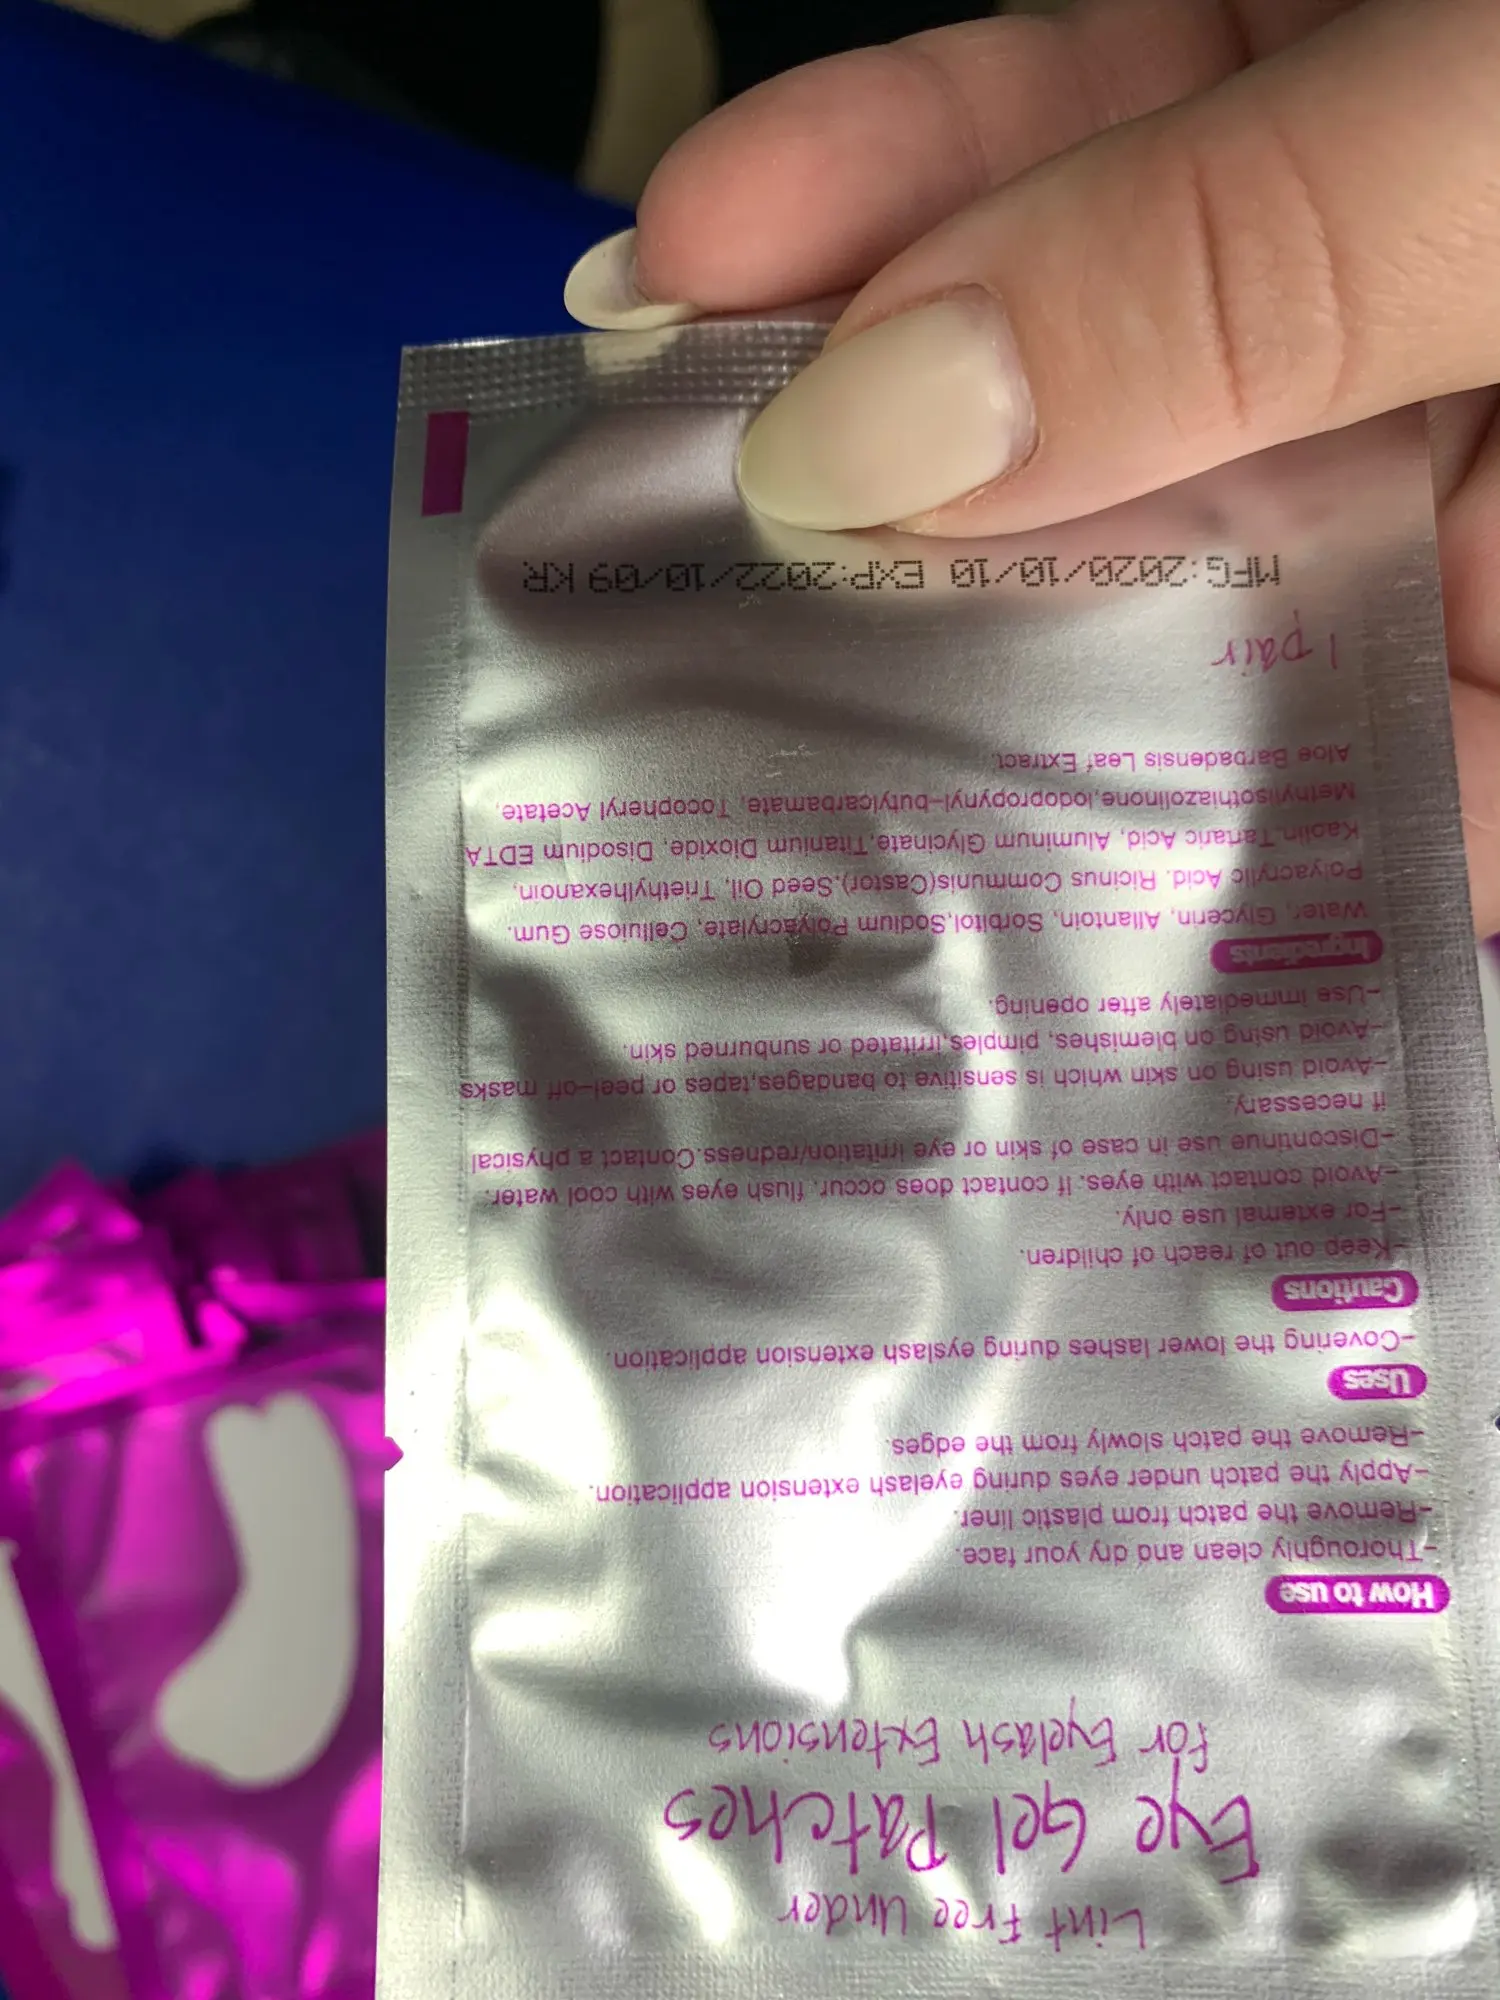 Lint Free Under
Eye Gel Patches
for Eyelash Extensions
How to use
-Thoroughly clean and dry your face.
-Remove the patch from plastic liner.
-Apply the patch under eyes during eyelash extension application.
-Remove the patch slowly from the edges.
Uses
-Covering the lower lashes during eyslash extension application.
Cautions
-Keep out of reach of children.
-For external use only.
-Avoid contact with eyes. If contact does occur, flush eyes with cool water.
-Discontinue use in case of skin or eye irritation/redness.Contact a physical
if necessary.
-Avoid using on skin which is sensitive to bandages,tapes or peel-off masks
-Avoid using on blemishes, pimples,irritated or sunburned skin.
-Use immediately after opening.
Ingredients
Water, Glycerin, Allantoin, Sorbitol,Sodium Polyacrylate, Cellulose Gum.
Polyacrylic Acid. Ricinus Communis(Castor).Seed Oil, Triethylhexanoin,
Kaolin.Tartaric Acid, Aluminum Glycinate,Titanium Dioxide, Disodium EDTA
Methylisothiazolinone,Iodopropynyl-butylcarbamate, Tocopheryl Acetate,
Aloe Barbadensis Leaf Extract.
1 pair
MFG:2020/10/10 EXP:2022/10/09 KR